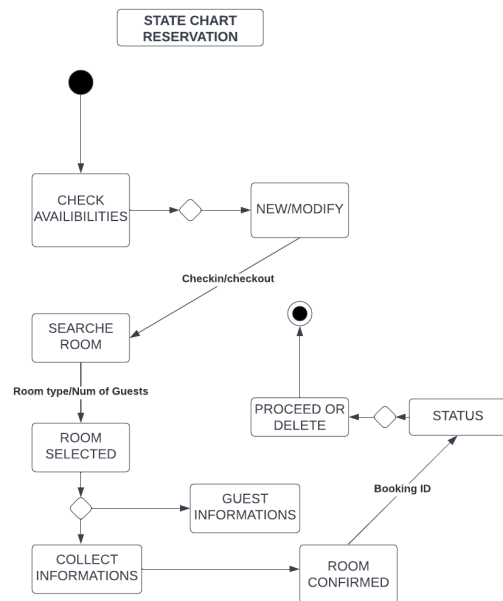 STATE CHART
RESERVATION
CHECK
AVAILIBILITIES
NEW/MODIFY
Checkin/checkout
SEARCHE
ROOM
Room type/Num of Guests
PROCEED OR
DELETE
STATUS
ROOM
SELECTED
Booking ID
GUEST
INFORMATIONS
COLLECT
INFORMATIONS
ROOM
CONFIRMED